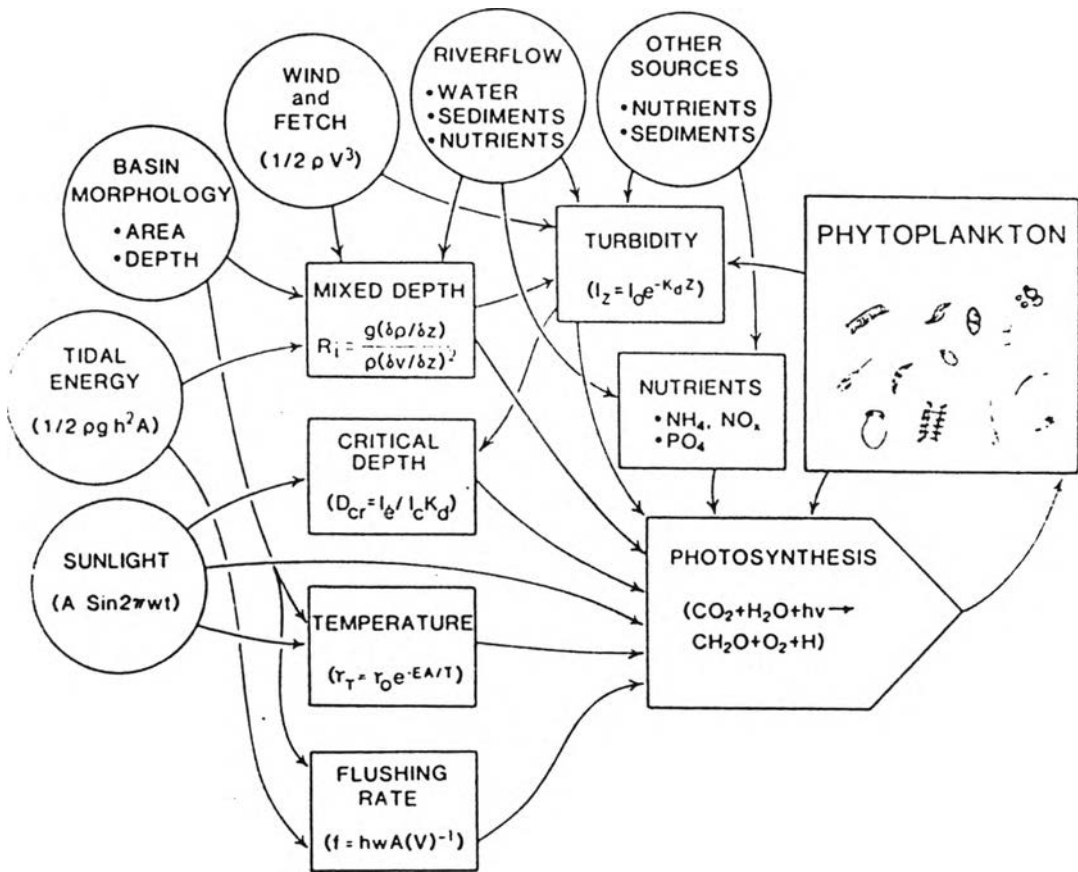 WIND
and
FETCH
(1/2 ρ V³)
RIVERFLOW
•WATER
•SEDIMENTS
•NUTRIENTS
OTHER
SOURCES
•NUTRIENTS
•SEDIMENTS
BASIN
MORPHOLOGY
•AREA
•DEPTH
TURBIDITY
(I_z = I_o e^{-K_d Z})
PHYTOPLANKTON
MIXED DEPTH
R_i = g(δρ/δz) / ρ(δv/δz)²
TIDAL
ENERGY
(1/2 ρg h²A)
NUTRIENTS
•NH₄, NOₓ
•PO₄
CRITICAL
DEPTH
(D_cr = I_é / I_c K_d)
SUNLIGHT
(A Sin2πwt)
PHOTOSYNTHESIS
(CO₂+H₂O+hv→
CH₂O+O₂+H)
TEMPERATURE
(r_T = r_o e^{-EA/T})
FLUSHING
RATE
(f = hwA(V)⁻¹)